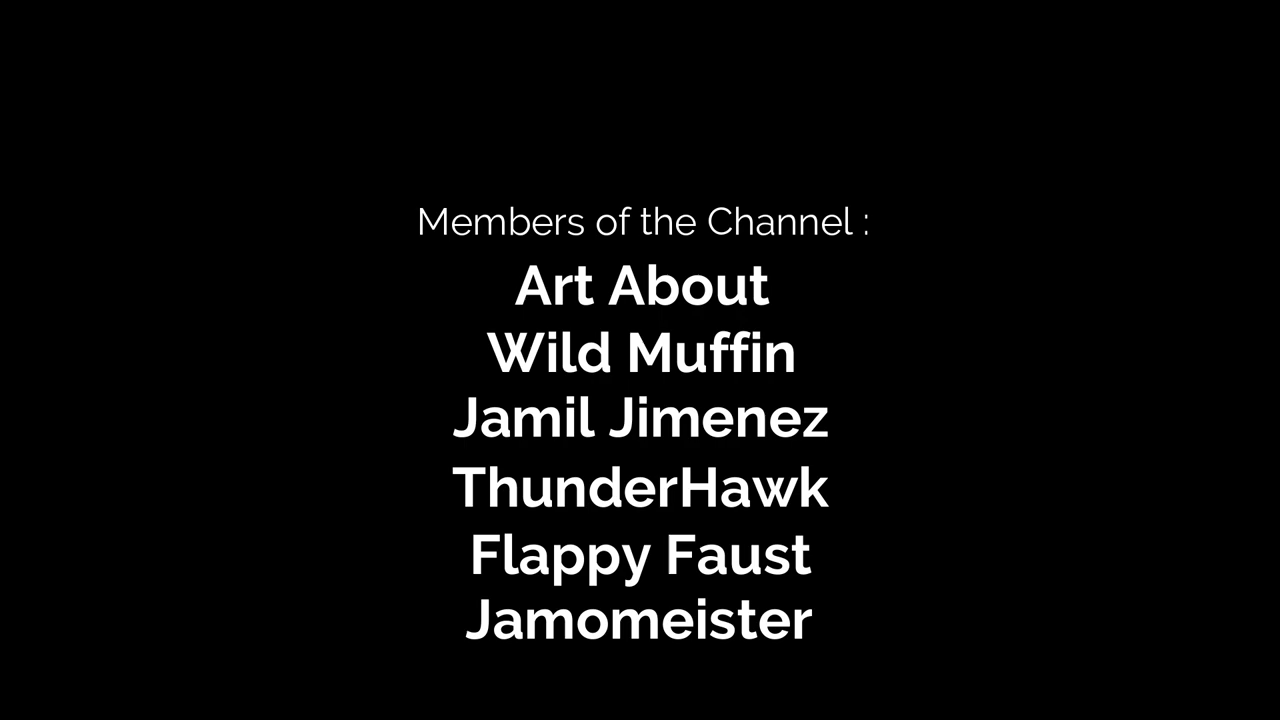 Members of the Channel :
Art About
Wild Muffin
Jamil Jimenez
ThunderHawk
Flappy Faust
Jamomeister